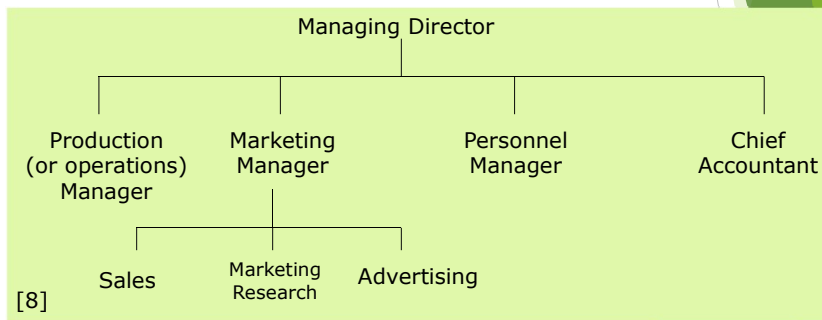 Managing Director
Production
(or operations)
Manager
Marketing
Manager
Personnel
Manager
Chief
Accountant
Sales
Marketing
Research
Advertising
[8]